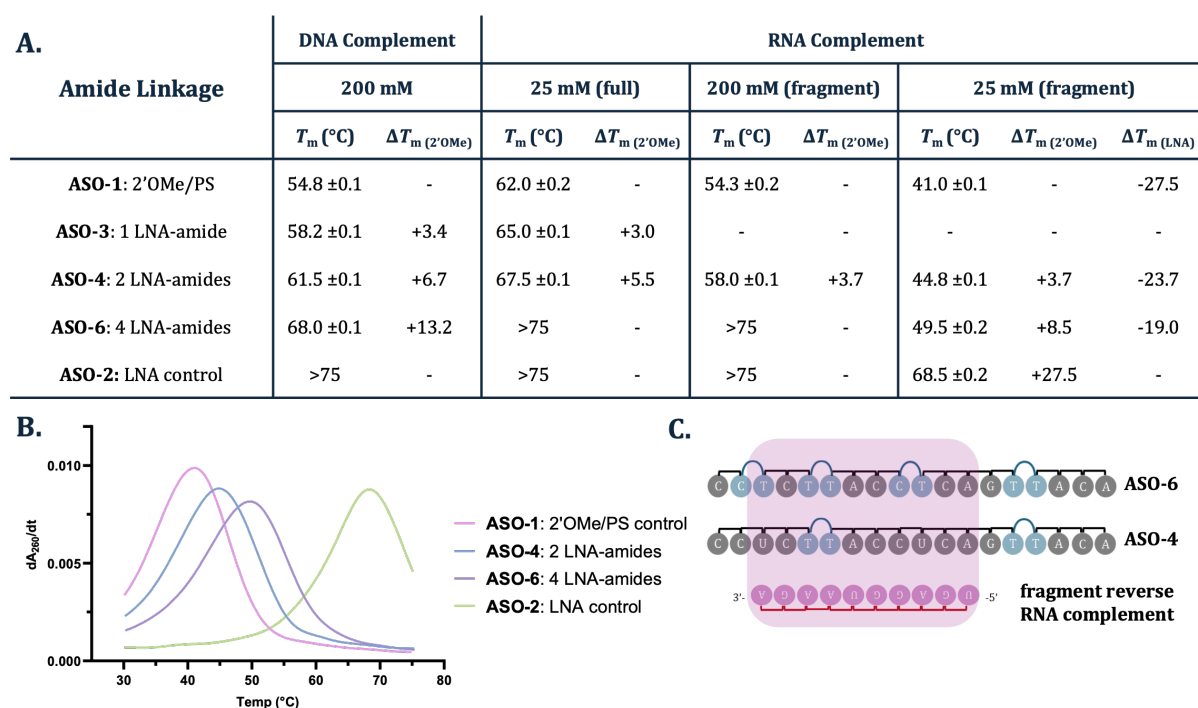 A.
Amide Linkage
DNA Complement
RNA Complement
200 mM
25 mM (full)
200 mM (fragment)
25 mM (fragment)
Tm (°C) ΔTm (2'OMe) Tm (°C) ΔTm (2'OMe) Tm (°C) ΔTm (2'OMe) Tm (°C) ΔTm (2'OMe) ΔTm (LNA)
ASO-1: 2'OMe/PS 54.8 ±0.1 - 62.0 ±0.2 - 54.3 ±0.2 - 41.0 ±0.1 - -27.5
ASO-3: 1 LNA-amide 58.2 ±0.1 +3.4 65.0 ±0.1 +3.0 - - - - -
ASO-4: 2 LNA-amides 61.5 ±0.1 +6.7 67.5 ±0.1 +5.5 58.0 ±0.1 +3.7 44.8 ±0.1 +3.7 -23.7
ASO-6: 4 LNA-amides 68.0 ±0.1 +13.2 >75 - >75 - 49.5 ±0.2 +8.5 -19.0
ASO-2: LNA control >75 - >75 - >75 - 68.5 ±0.2 +27.5 -
B.
0.010
0.005
0.000
dA260/dt
30 40 50 60 70 80
Temp (°C)
ASO-1: 2'OMe/PS control
ASO-4: 2 LNA-amides
ASO-6: 4 LNA-amides
ASO-2: LNA control
C.
C C T C T T A C C T C A G T T A C A ASO-6
C C U C T T A C C U C A G T T A C A ASO-4
3'- A G A A U G G A G U -5' fragment reverse
RNA complement